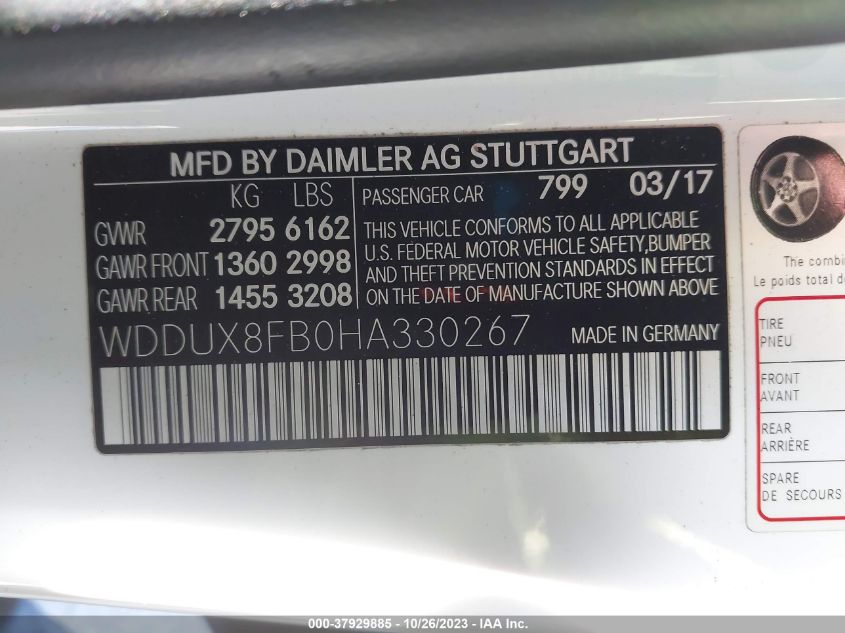 MFD BY DAIMLER AG STUTTGART
KG LBS
GVWR 2795 6162
GAWR FRONT 1360 2998
GAWR REAR 1455 3208
PASSENGER CAR 799 03/17
THIS VEHICLE CONFORMS TO ALL APPLICABLE
U.S. FEDERAL MOTOR VEHICLE SAFETY,BUMPER
AND THEFT PREVENTION STANDARDS IN EFFECT
ON THE DATE OF MANUFACTURE SHOWN ABOVE
WDDUX8FB0HA330267 MADE IN GERMANY
The combi
Le poids total d
TIRE
PNEU
FRONT
AVANT
REAR
ARRIÈRE
SPARE
DE SECOURS
000-37929885 - 10/26/2023 - IAA Inc.